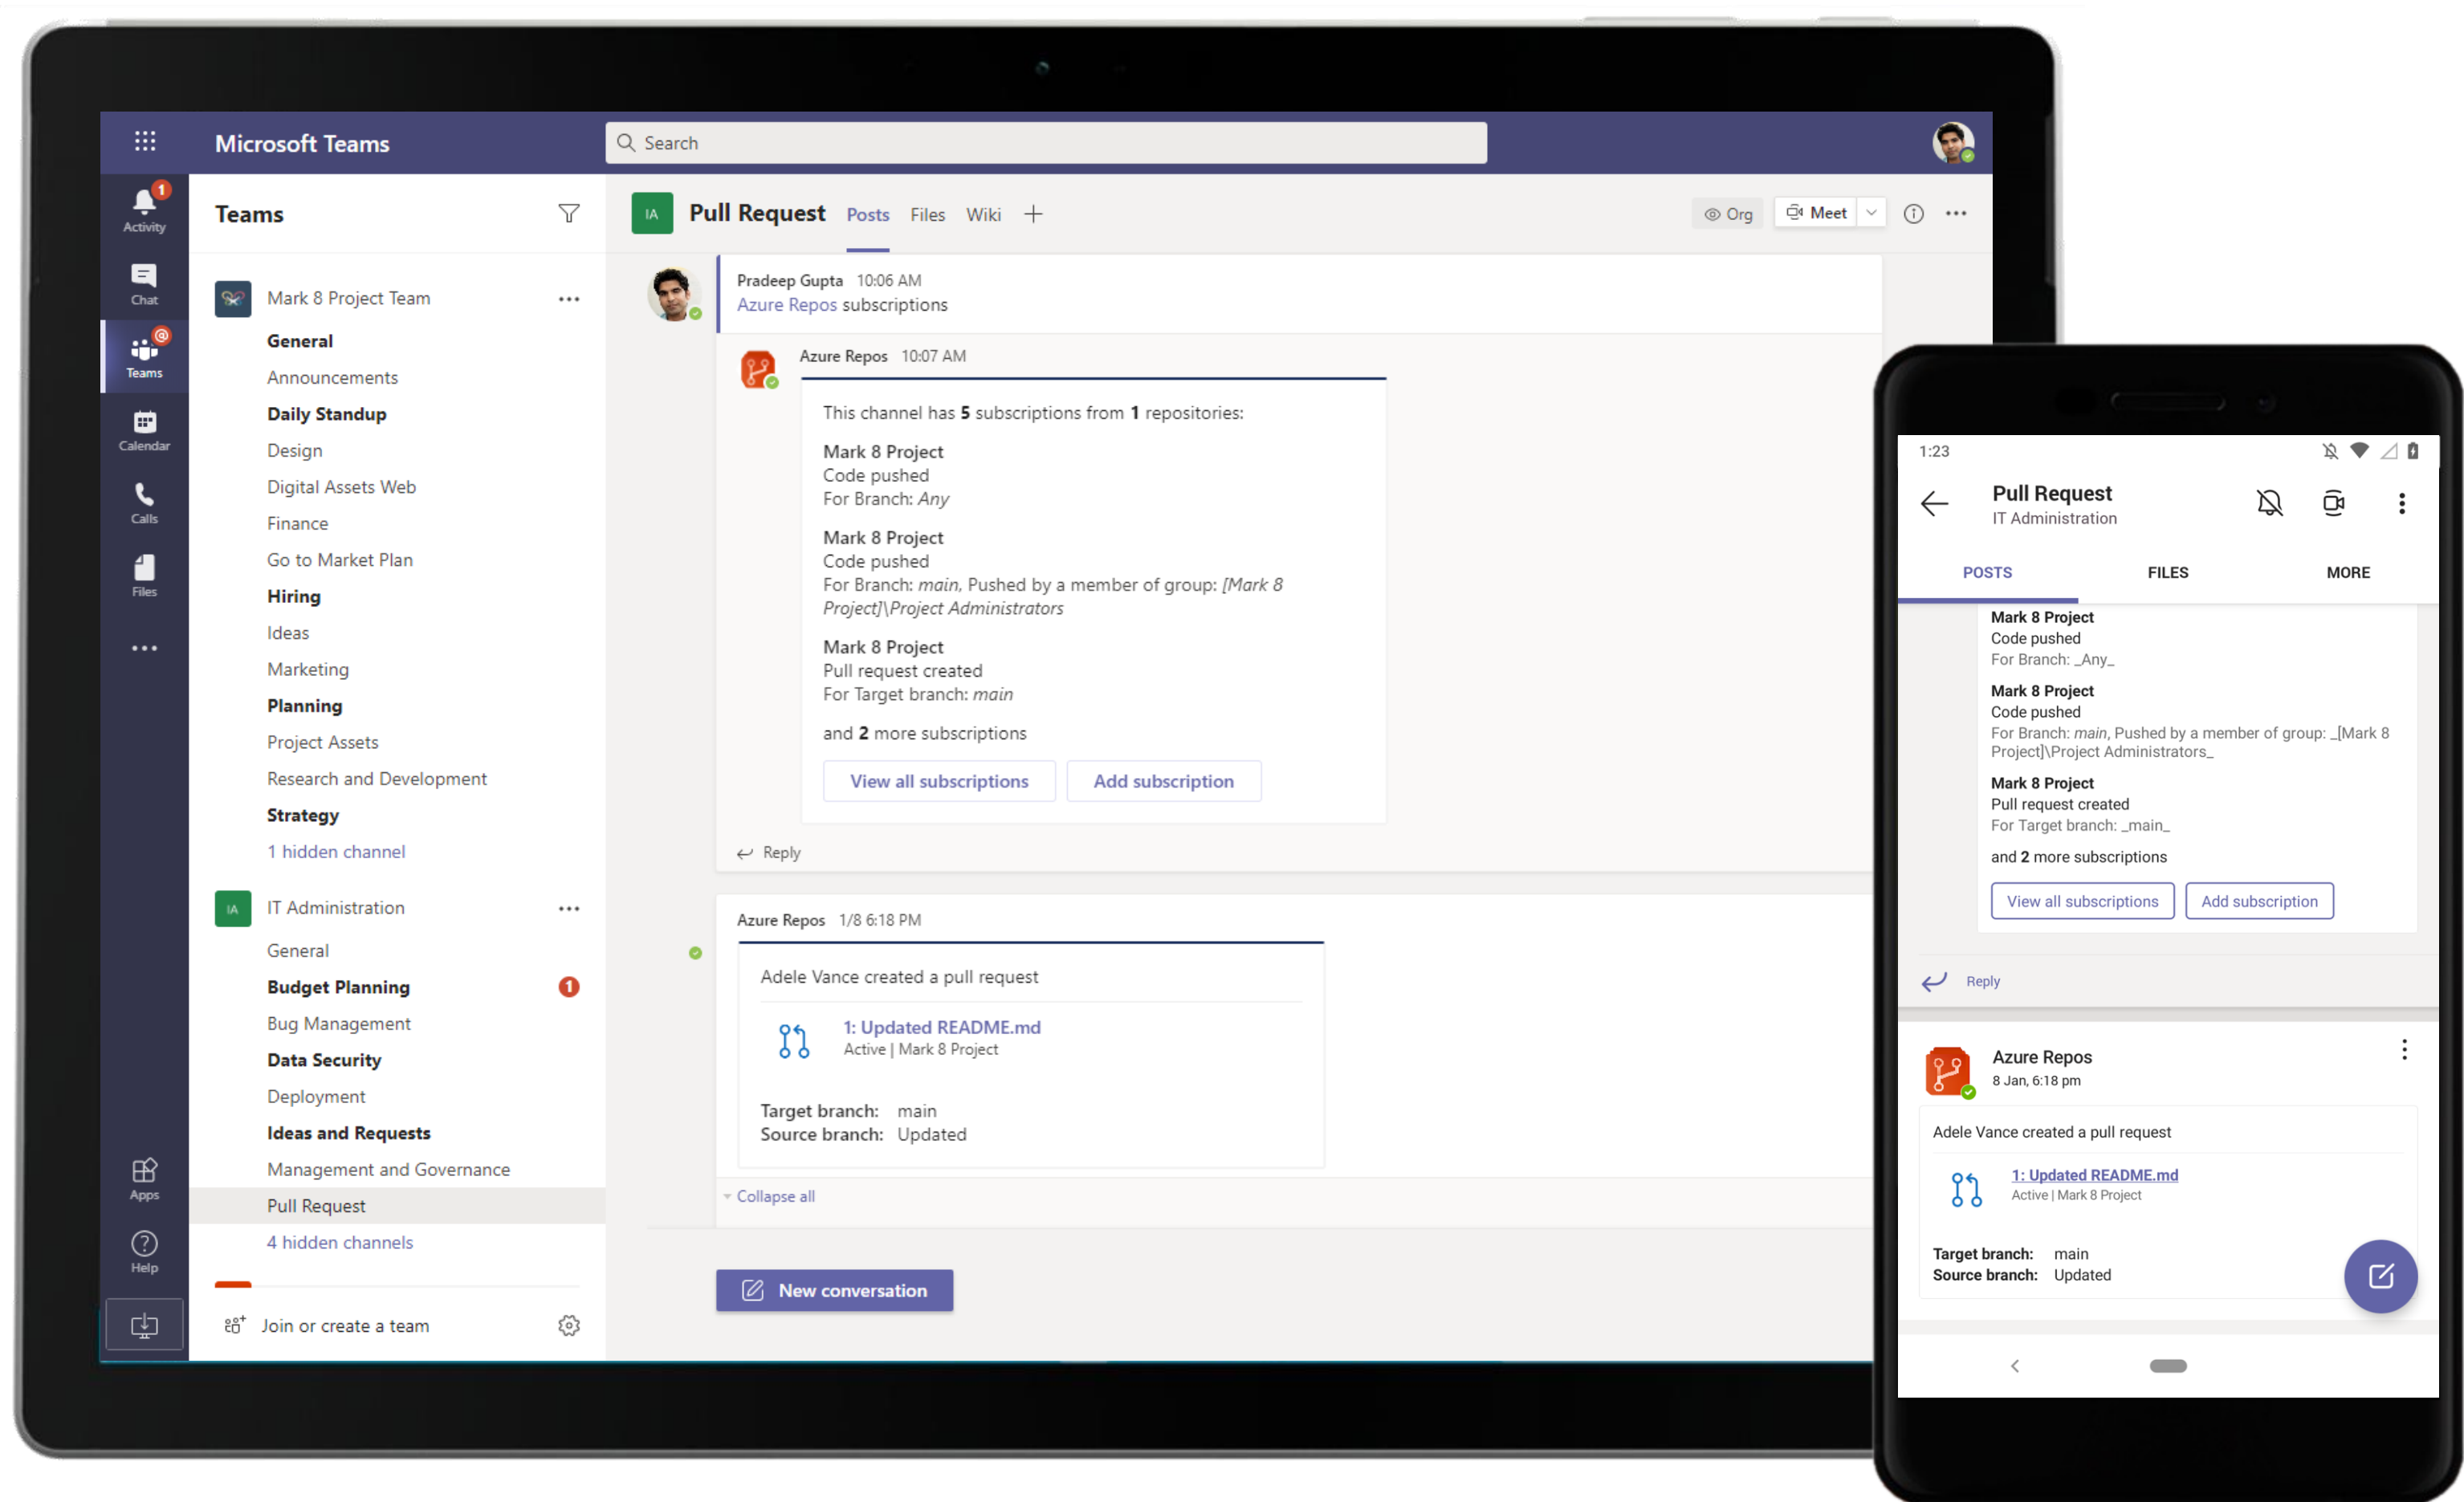 Microsoft Teams
Search
1
Activity
Chat
@
Teams
Calendar
Calls
Files
Apps
Help
Teams
Mark 8 Project Team
General
Announcements
Daily Standup
Design
Digital Assets Web
Finance
Go to Market Plan
Hiring
Ideas
Marketing
Planning
Project Assets
Research and Development
Strategy
1 hidden channel
IA
IT Administration
General
Budget Planning
1
Bug Management
Data Security
Deployment
Ideas and Requests
Management and Governance
Pull Request
4 hidden channels
Join or create a team
IA
Pull Request
Posts
Files
Wiki
Org
Meet
Pradeep Gupta 10:06 AM
Azure Repos subscriptions
Azure Repos 10:07 AM
This channel has 5 subscriptions from 1 repositories:
Mark 8 Project
Code pushed
For Branch: Any
Mark 8 Project
Code pushed
For Branch: main, Pushed by a member of group: [Mark 8
Project]\Project Administrators
Mark 8 Project
Pull request created
For Target branch: main
and 2 more subscriptions
View all subscriptions
Add subscription
Reply
Azure Repos 1/8 6:18 PM
Adele Vance created a pull request
1: Updated README.md
Active | Mark 8 Project
Target branch: main
Source branch: Updated
Collapse all
New conversation
1:23
Pull Request
IT Administration
POSTS
FILES
MORE
Mark 8 Project
Code pushed
For Branch: _Any_
Mark 8 Project
Code pushed
For Branch: main, Pushed by a member of group: _[Mark 8
Project]\Project Administrators_
Mark 8 Project
Pull request created
For Target branch: _main_
and 2 more subscriptions
View all subscriptions
Add subscription
Reply
Azure Repos
8 Jan, 6:18 pm
Adele Vance created a pull request
1: Updated README.md
Active | Mark 8 Project
Target branch: main
Source branch: Updated